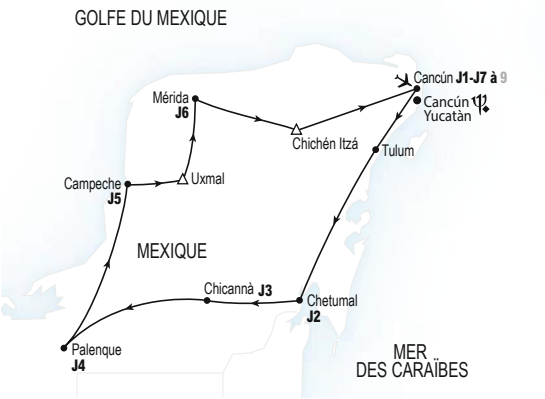 GOLFE DU MEXIQUE
Cancún J1-J7 à 9
Cancún
Yucatàn
Mérida
J6
Chichén Itzá
Tulum
Campeche
J5
Uxmal
MEXIQUE
Chicannà J3
Chetumal
J2
Palenque
J4
MER
DES CARAÏBES